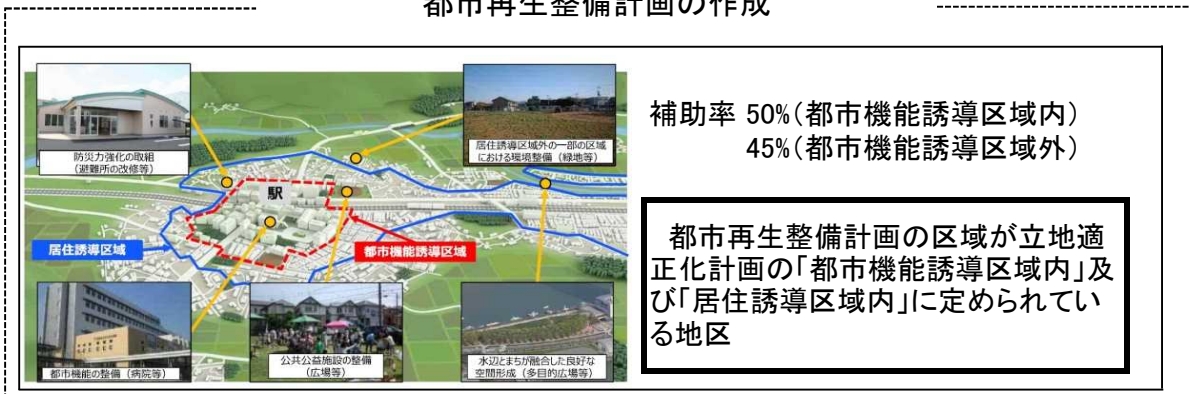 都市再生整備計画の作成
防災力強化の取組
(避難所の改修等)
居住誘導区域外の一部の区域
における環境整備(緑地等)
駅
居住誘導区域
都市機能誘導区域
都市機能の整備(病院等)
公共公益施設の整備
(広場等)
水辺とまちが融合した良好な
空間形成(多目的広場等)
補助率 50%(都市機能誘導区域内)
45%(都市機能誘導区域外)
都市再生整備計画の区域が立地適
正化計画の「都市機能誘導区域内」及
び「居住誘導区域内」に定められてい
る地区